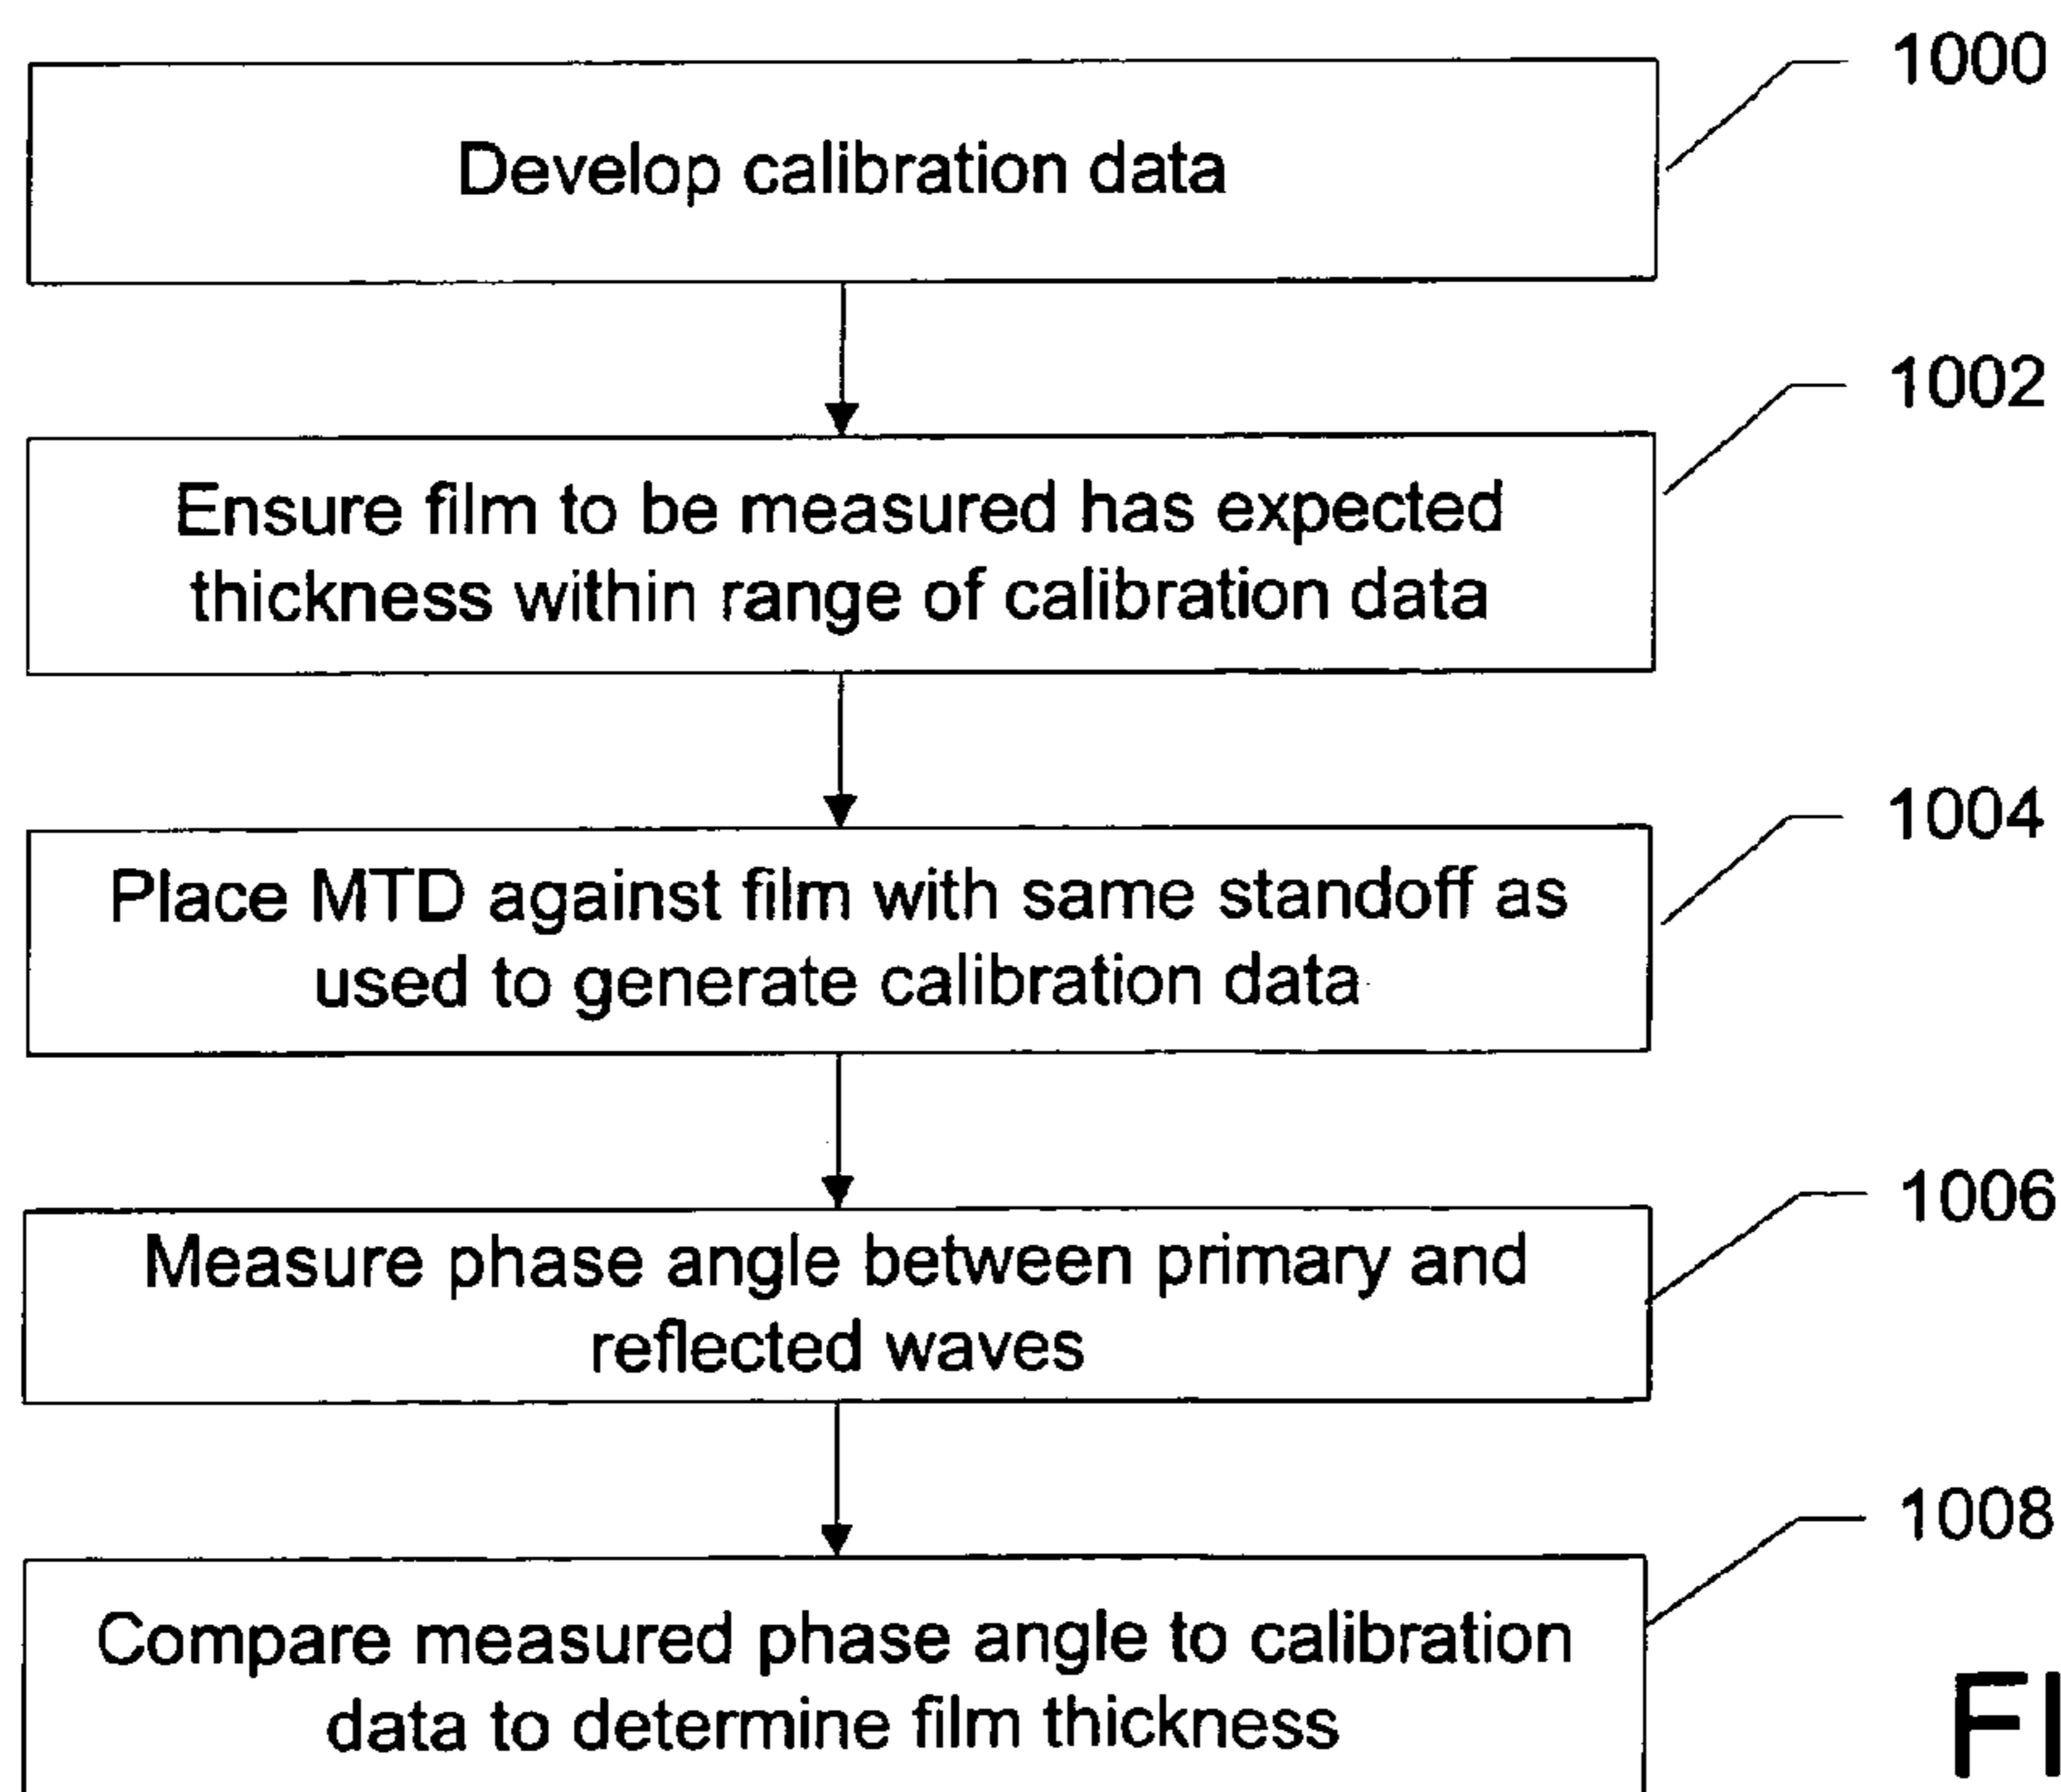 1000
Develop calibration data
1002
Ensure film to be measured has expected
thickness within range of calibration data
1004
Place MTD against film with same standoff as
used to generate calibration data
1006
Measure phase angle between primary and
reflected waves
1008
Compare measured phase angle to calibration
data to determine film thickness
FI